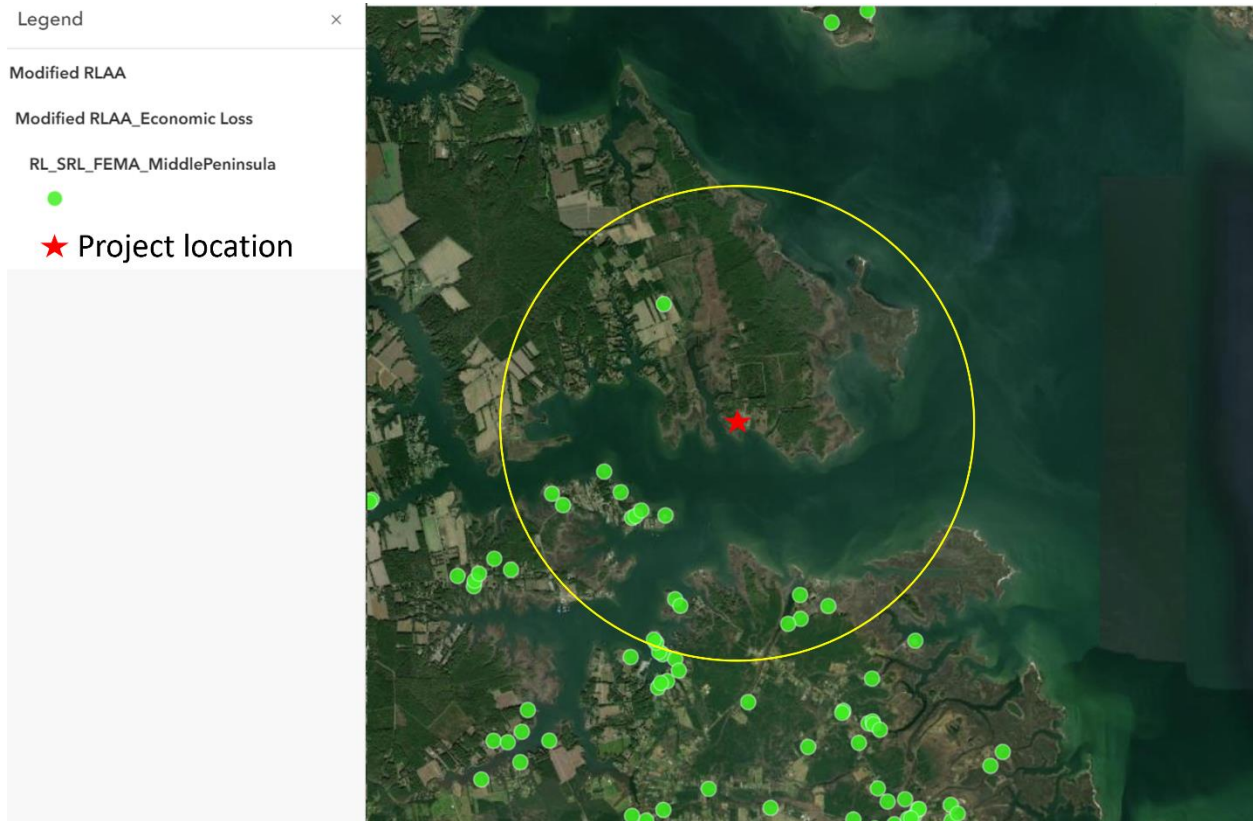 Legend ×
Modified RLAA
Modified RLAA_Economic Loss
RL_SRL_FEMA_MiddlePeninsula
Project location